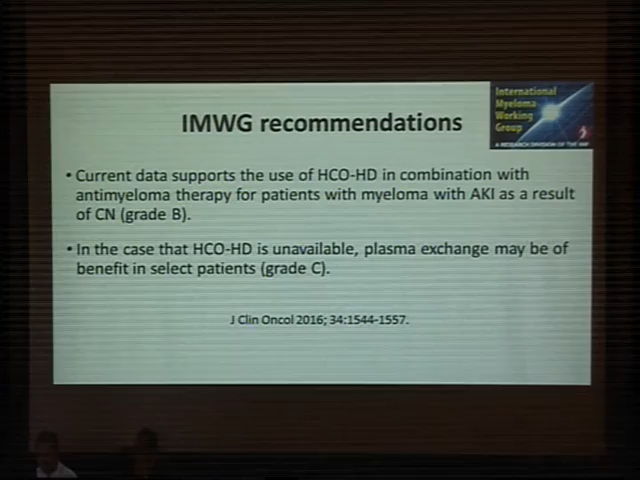 International
Myeloma
Working
Group
A RESEARCH DIVISION OF THE IMF
IMWG recommendations
• Current data supports the use of HCO-HD in combination with
antimyeloma therapy for patients with myeloma with AKI as a result
of CN (grade B).
• In the case that HCO-HD is unavailable, plasma exchange may be of
benefit in select patients (grade C).
J Clin Oncol 2016; 34:1544-1557.